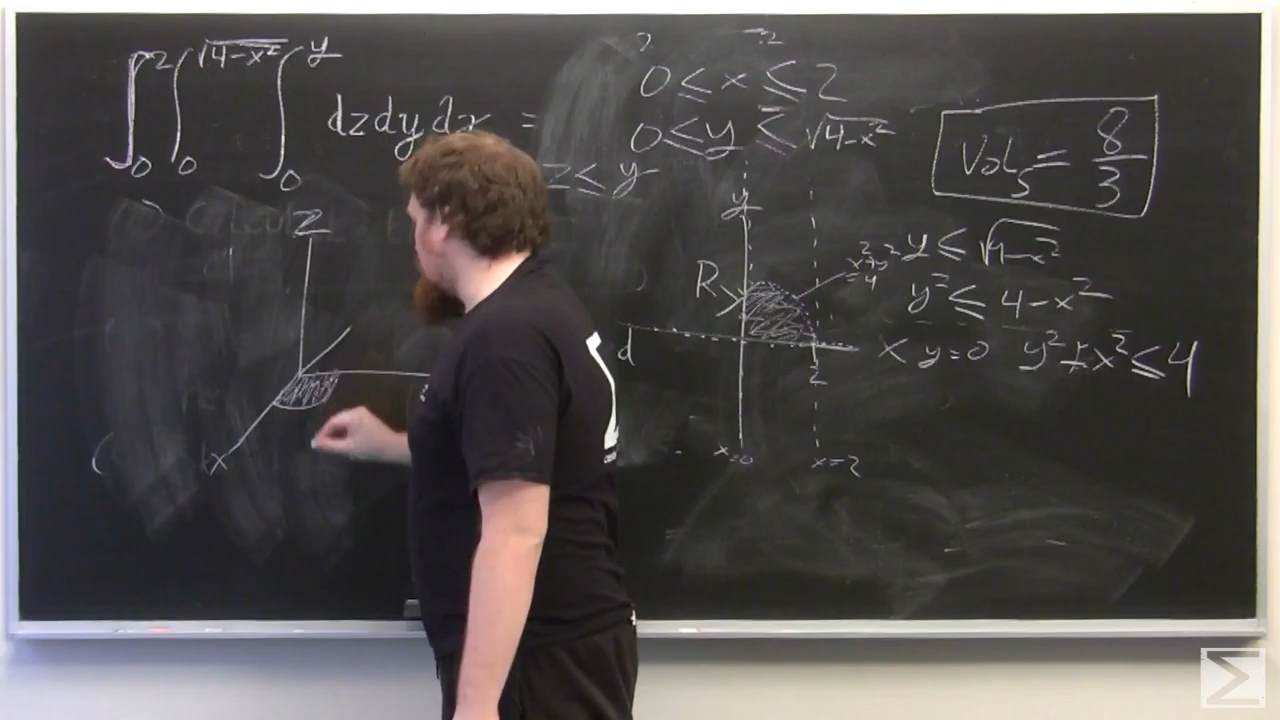 ∫₀² ∫₀^√(4-x²) ∫₀^y dz dy dx =
0 ≤ x ≤ 2
0 ≤ y ≤ √(4-x²)
z ≤ y
Vol_S = 8/3
Z
x
y
R
x²+y²
=4
d
2
x
y=0
x=0
x=2
y ≤ √(4-x²)
y² ≤ 4-x²
y²+x² ≤ 4
Σ